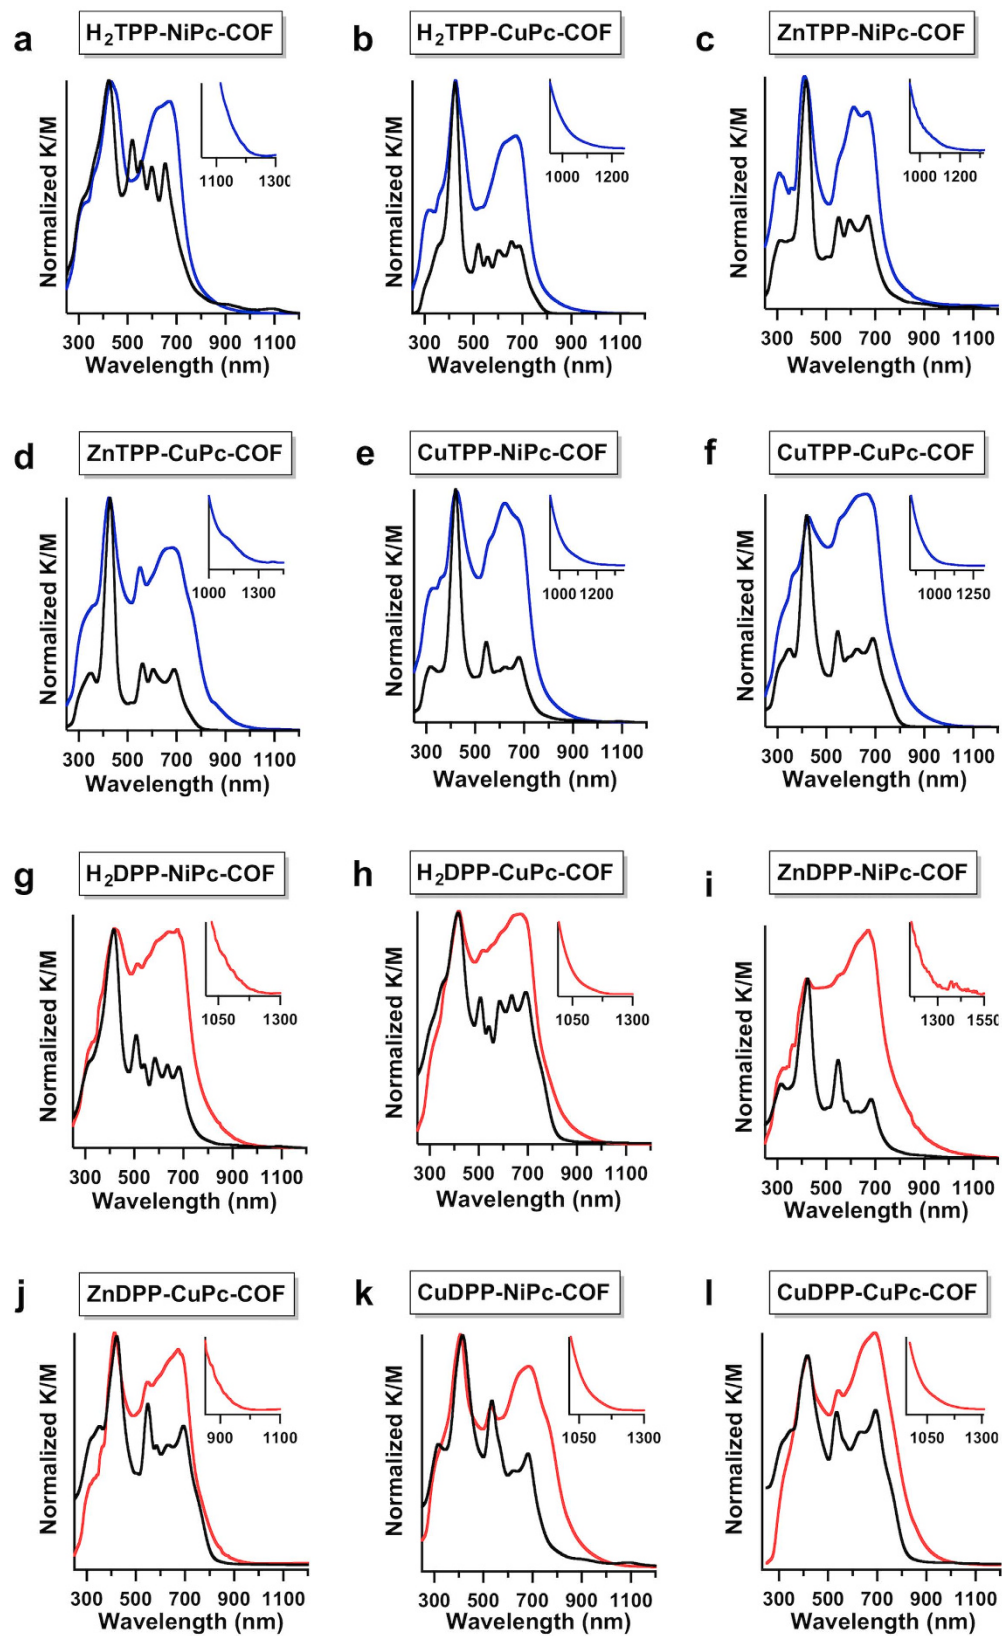 a H₂TPP-NiPc-COF
b H₂TPP-CuPc-COF
c ZnTPP-NiPc-COF
Normalized K/M
1100 1300
300 500 700 900 1100
Wavelength (nm)
Normalized K/M
1000 1200
300 500 700 900 1100
Wavelength (nm)
Normalized K/M
1000 1200
300 500 700 900 1100
Wavelength (nm)
d ZnTPP-CuPc-COF
e CuTPP-NiPc-COF
f CuTPP-CuPc-COF
Normalized K/M
1000 1300
300 500 700 900 1100
Wavelength (nm)
Normalized K/M
1000 1200
300 500 700 900 1100
Wavelength (nm)
Normalized K/M
1000 1250
300 500 700 900 1100
Wavelength (nm)
g H₂DPP-NiPc-COF
h H₂DPP-CuPc-COF
i ZnDPP-NiPc-COF
Normalized K/M
1050 1300
300 500 700 900 1100
Wavelength (nm)
Normalized K/M
1050 1300
300 500 700 900 1100
Wavelength (nm)
Normalized K/M
1300 1550
300 500 700 900 1100
Wavelength (nm)
j ZnDPP-CuPc-COF
k CuDPP-NiPc-COF
l CuDPP-CuPc-COF
Normalized K/M
900 1100
300 500 700 900 1100
Wavelength (nm)
Normalized K/M
1050 1300
300 500 700 900 1100
Wavelength (nm)
Normalized K/M
1050 1300
300 500 700 900 1100
Wavelength (nm)